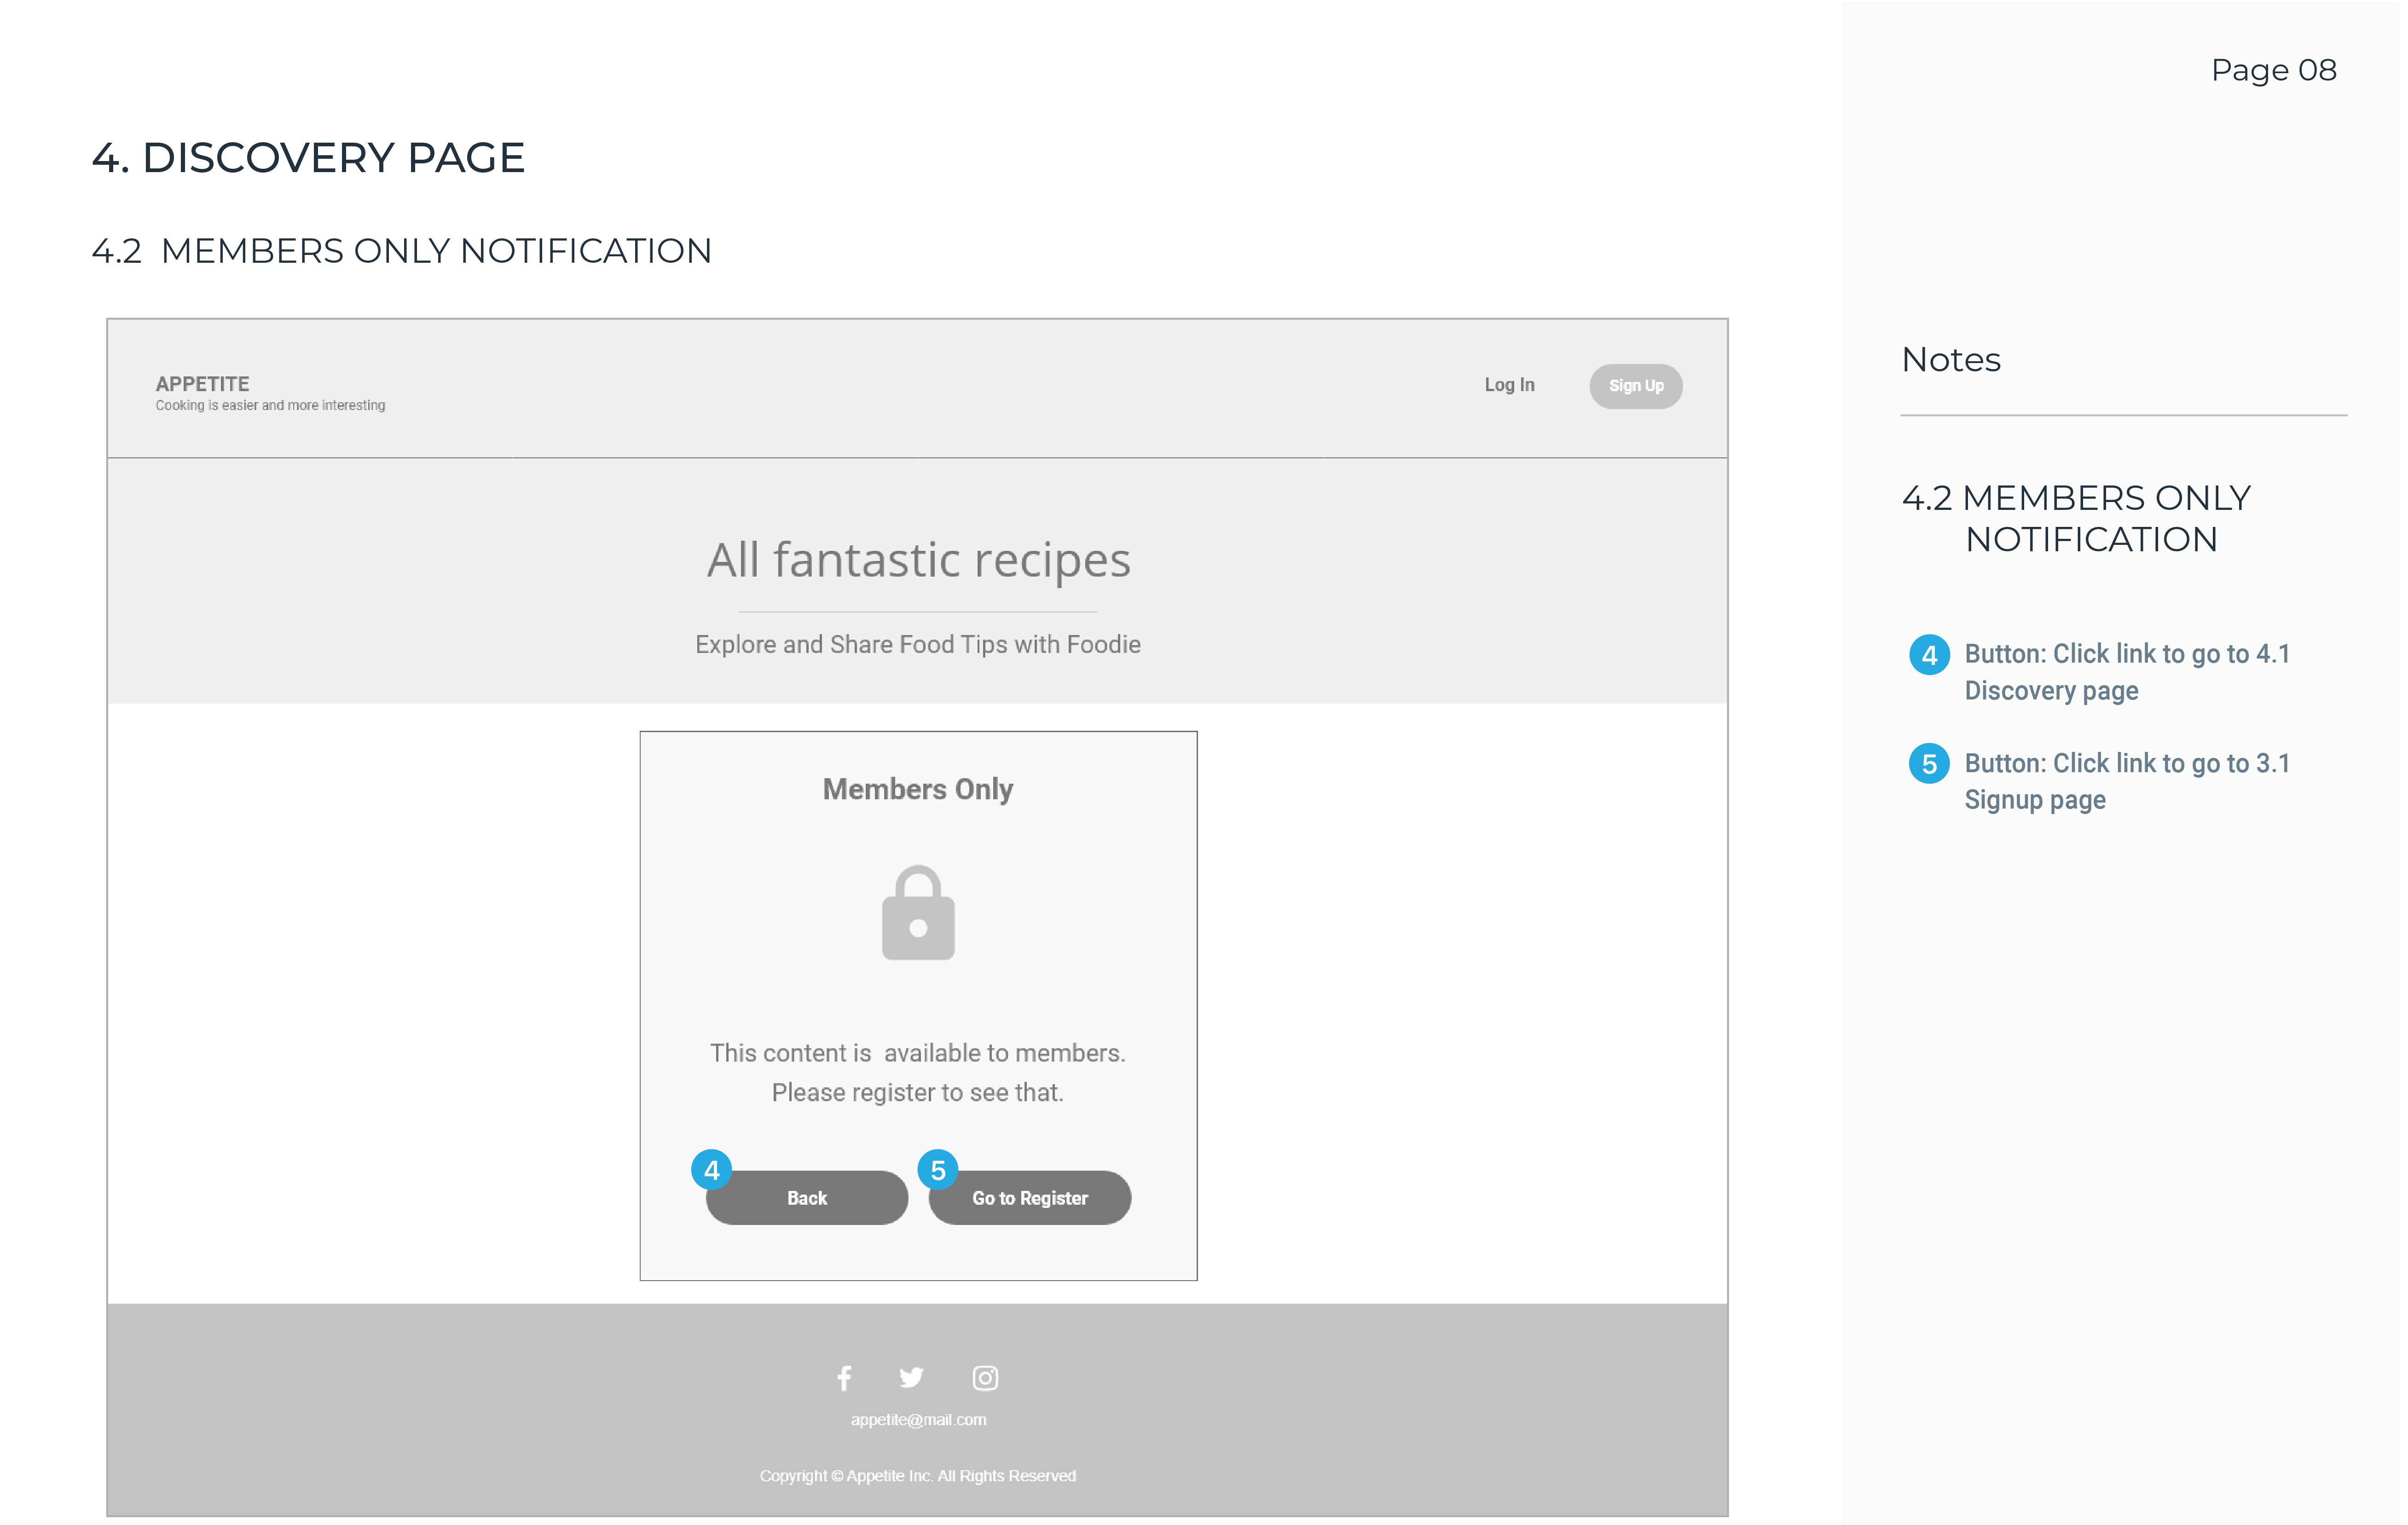 Page 08
4. DISCOVERY PAGE
4.2 MEMBERS ONLY NOTIFICATION
APPETITE
Cooking is easier and more interesting
Log In
Sign Up
All fantastic recipes
Explore and Share Food Tips with Foodie
Members Only
This content is available to members.
Please register to see that.
4
Back
5
Go to Register
appetite@mail.com
Copyright © Appetite Inc. All Rights Reserved
Notes
4.2 MEMBERS ONLY
NOTIFICATION
4 Button: Click link to go to 4.1
Discovery page
5 Button: Click link to go to 3.1
Signup page